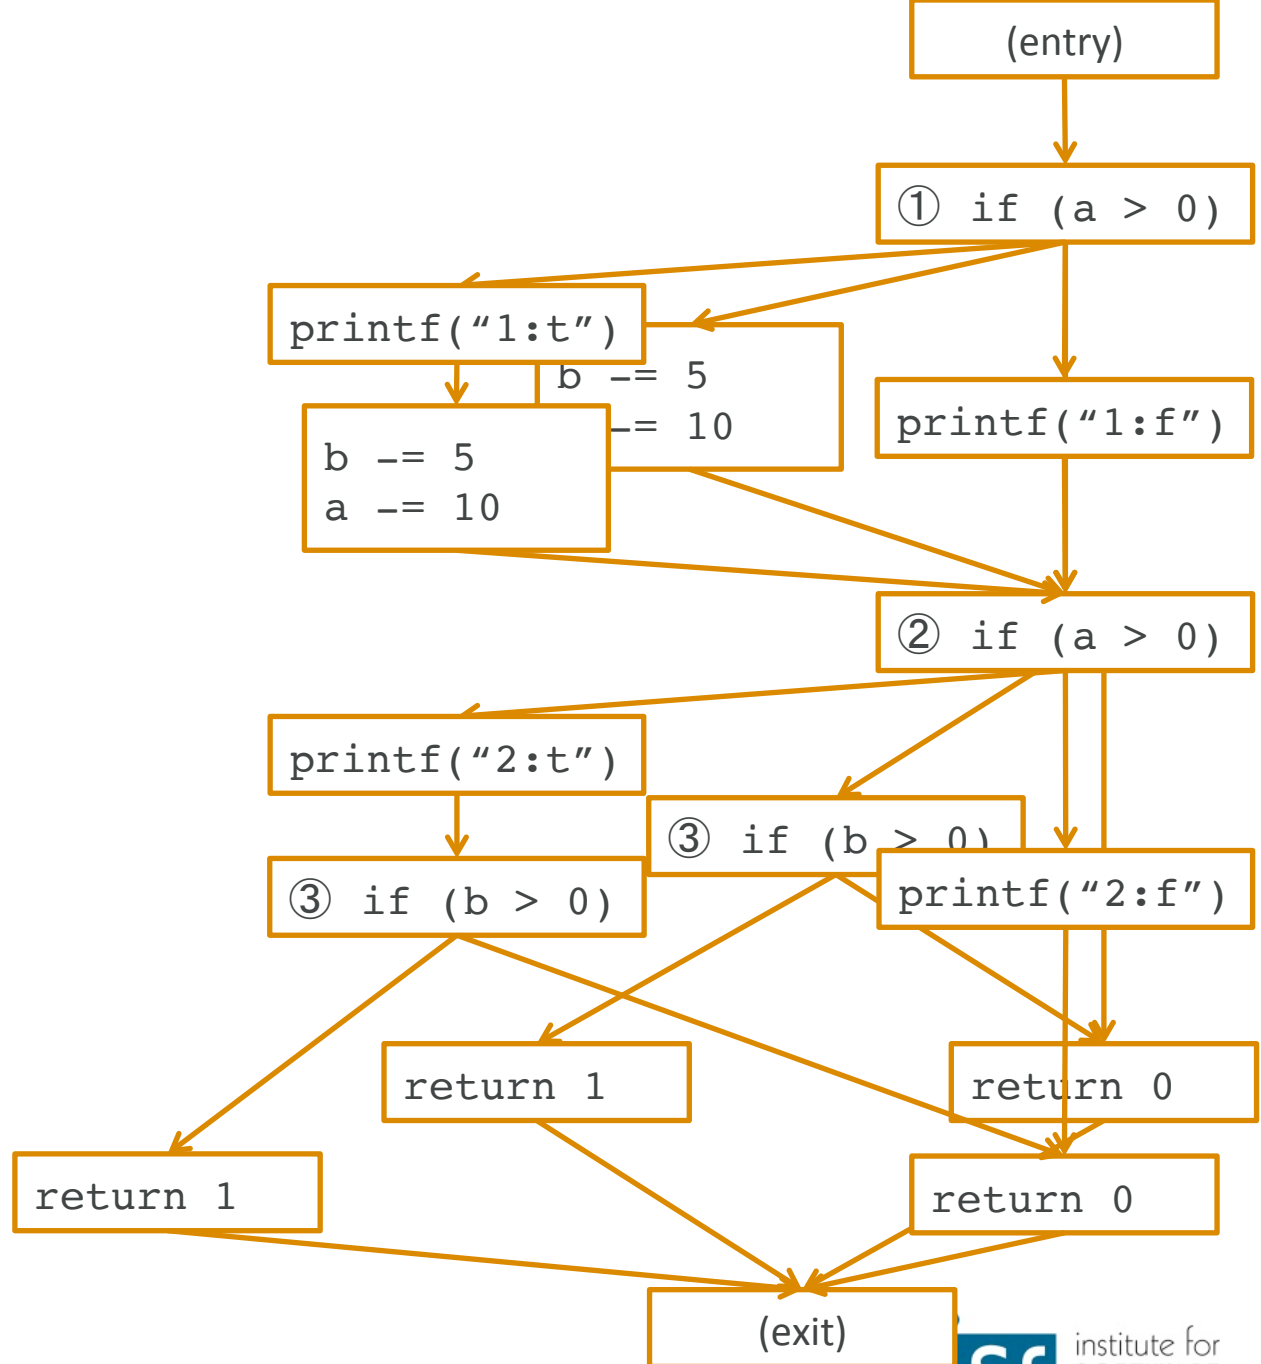 (entry)
① if (a > 0)
printf(“1:t”)
b -= 5
-= 10
printf(“1:f”)
b -= 5
a -= 10
② if (a > 0)
printf(“2:t”)
③ if (b > 0)
printf(“2:f”)
③ if (b > 0)
return 1
return 0
return 1
return 0
(exit)
institute for